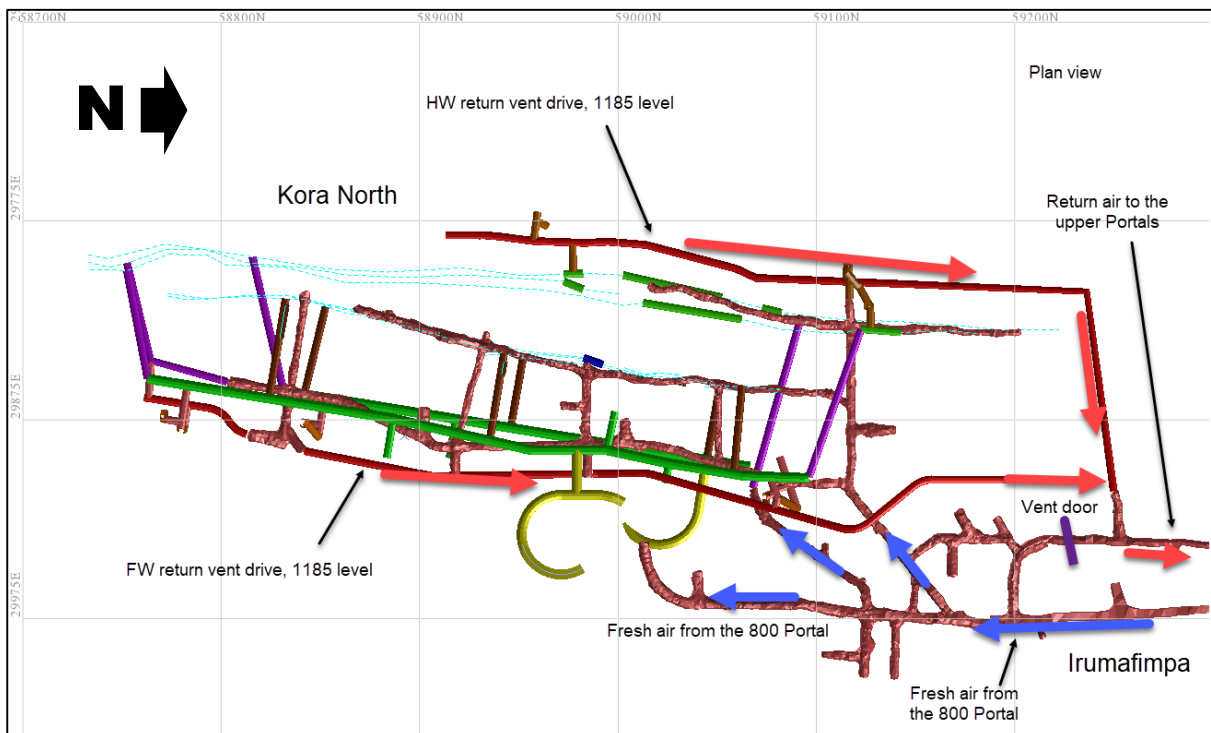 58700N
58800N
58900N
59000N
59100N
59200N
Plan view
N
HW return vent drive, 1185 level
29775E
Kora North
Return air to the
upper Portals
29875E
Vent door
FW return vent drive, 1185 level
29975E
Fresh air from the 800 Portal
Irumafimpa
Fresh air from
the 800 Portal